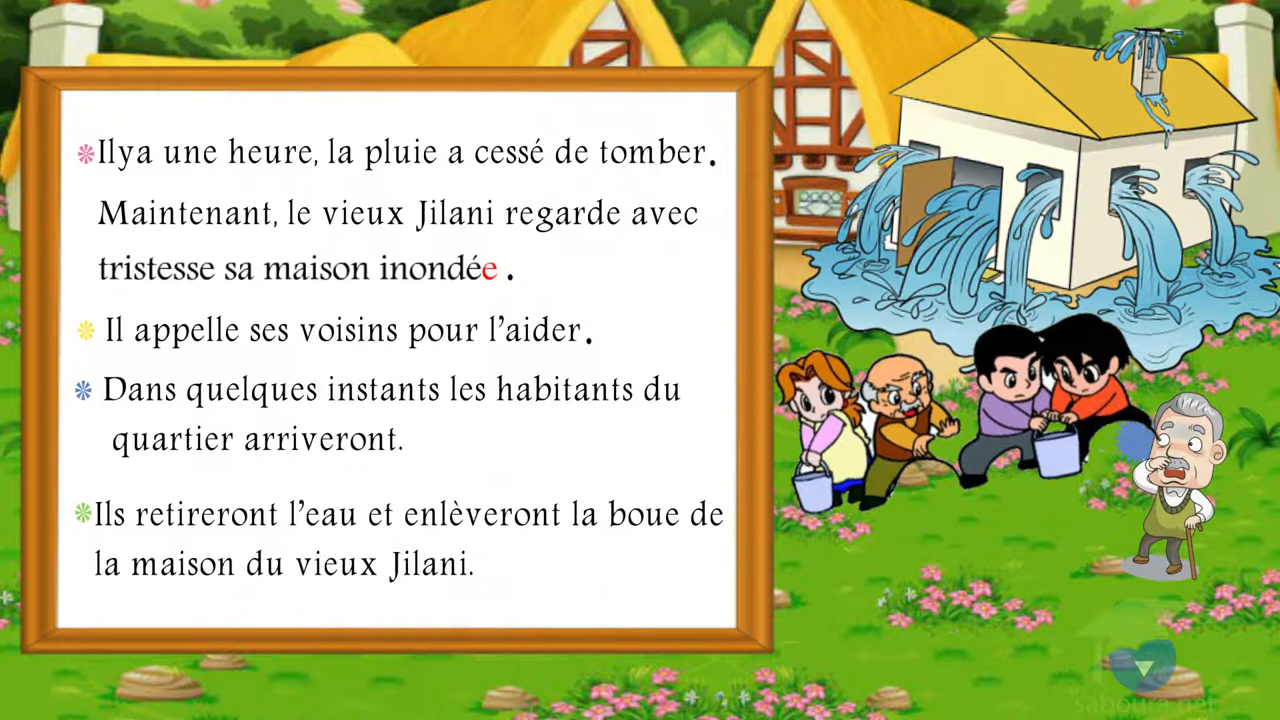 Ilya une heure, la pluie a cessé de tomber.
Maintenant, le vieux Jilani regarde avec
tristesse sa maison inondée .
Il appelle ses voisins pour l'aider.
Dans quelques instants les habitants du
quartier arriveront.
Ils retireront l'eau et enlèveront la boue de
la maison du vieux Jilani.
saboura.net